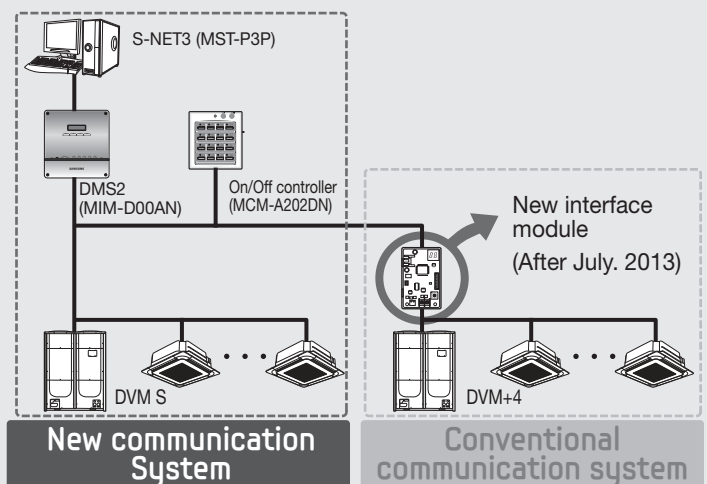 S-NET3 (MST-P3P)
DMS2
(MIM-D00AN)
On/Off controller
(MCM-A202DN)
New interface
module
(After July. 2013)
DVM S
DVM+4
New communication
System
Conventional
communication system